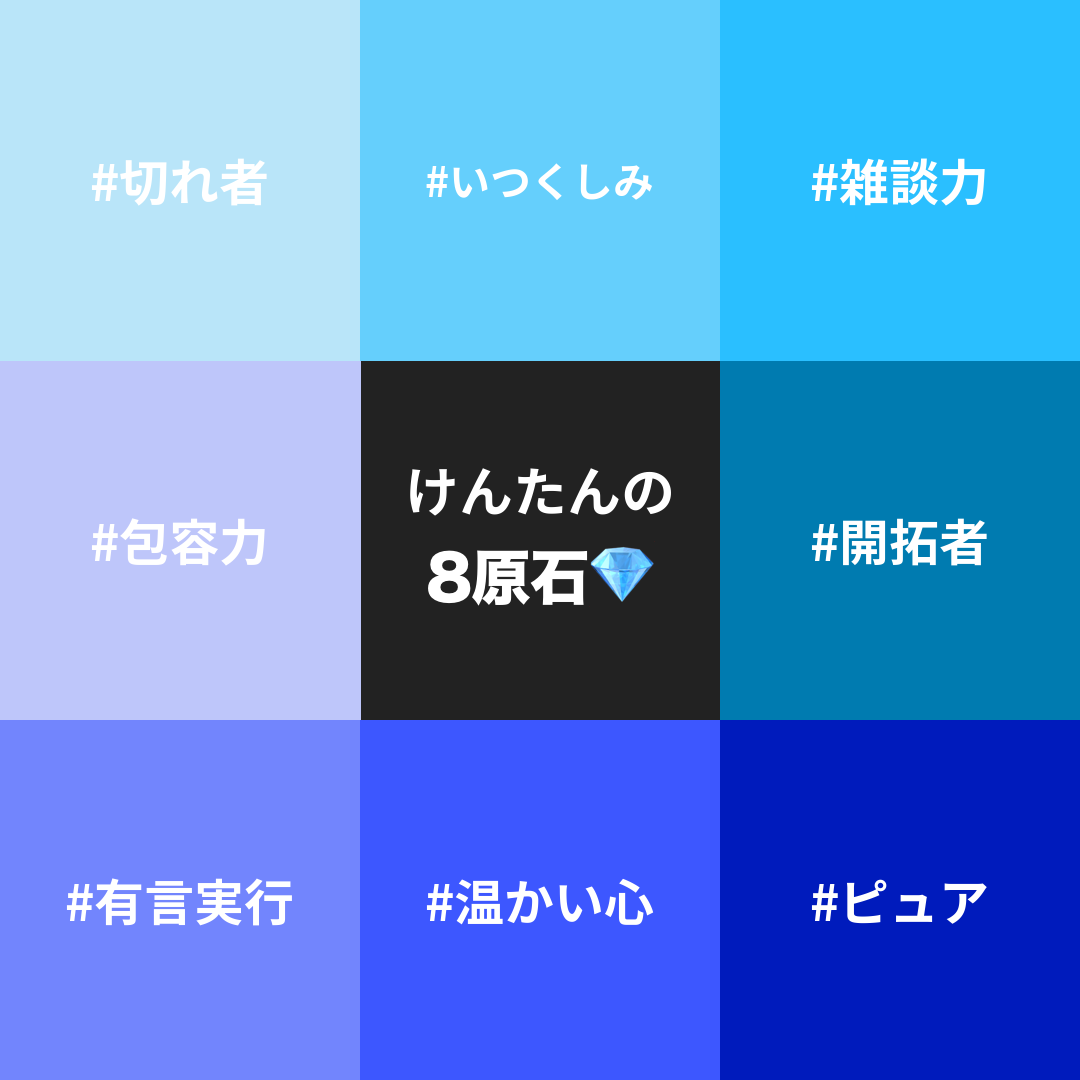 #切れ者
#いつくしみ
#雑談力
#包容力
けんたんの
8原石💎
#開拓者
#有言実行
#温かい心
#ピュア